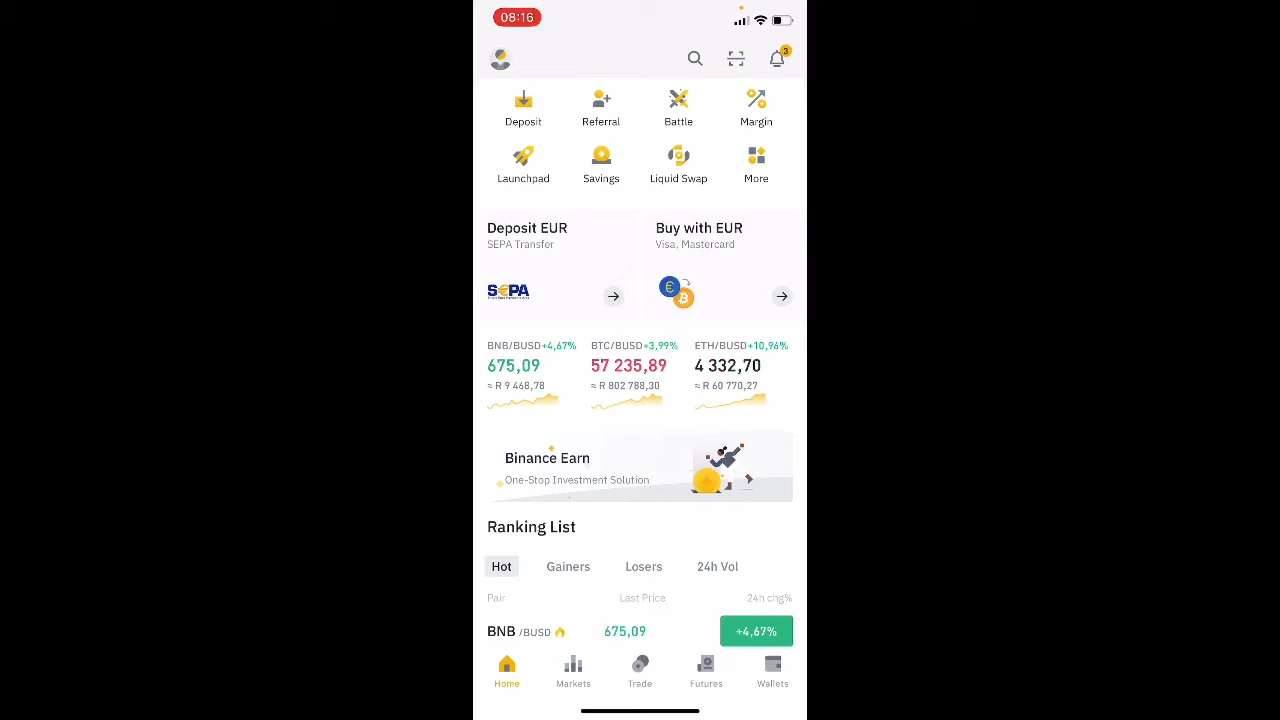 08:16
3
Deposit Referral Battle Margin
Launchpad Savings Liquid Swap More
Deposit EUR
SEPA Transfer
SEPA
Buy with EUR
Visa, Mastercard
BNB/BUSD +4,67% BTC/BUSD +3,99% ETH/BUSD +10,96%
675,09 57 235,89 4 332,70
≈ R 9 468,78 ≈ R 802 788,30 ≈ R 60 770,27
Binance Earn
One-Stop Investment Solution
Ranking List
Hot Gainers Losers 24h Vol
Pair Last Price 24h chg%
BNB /BUSD 675,09 +4,67%
Home Markets Trade Futures Wallets